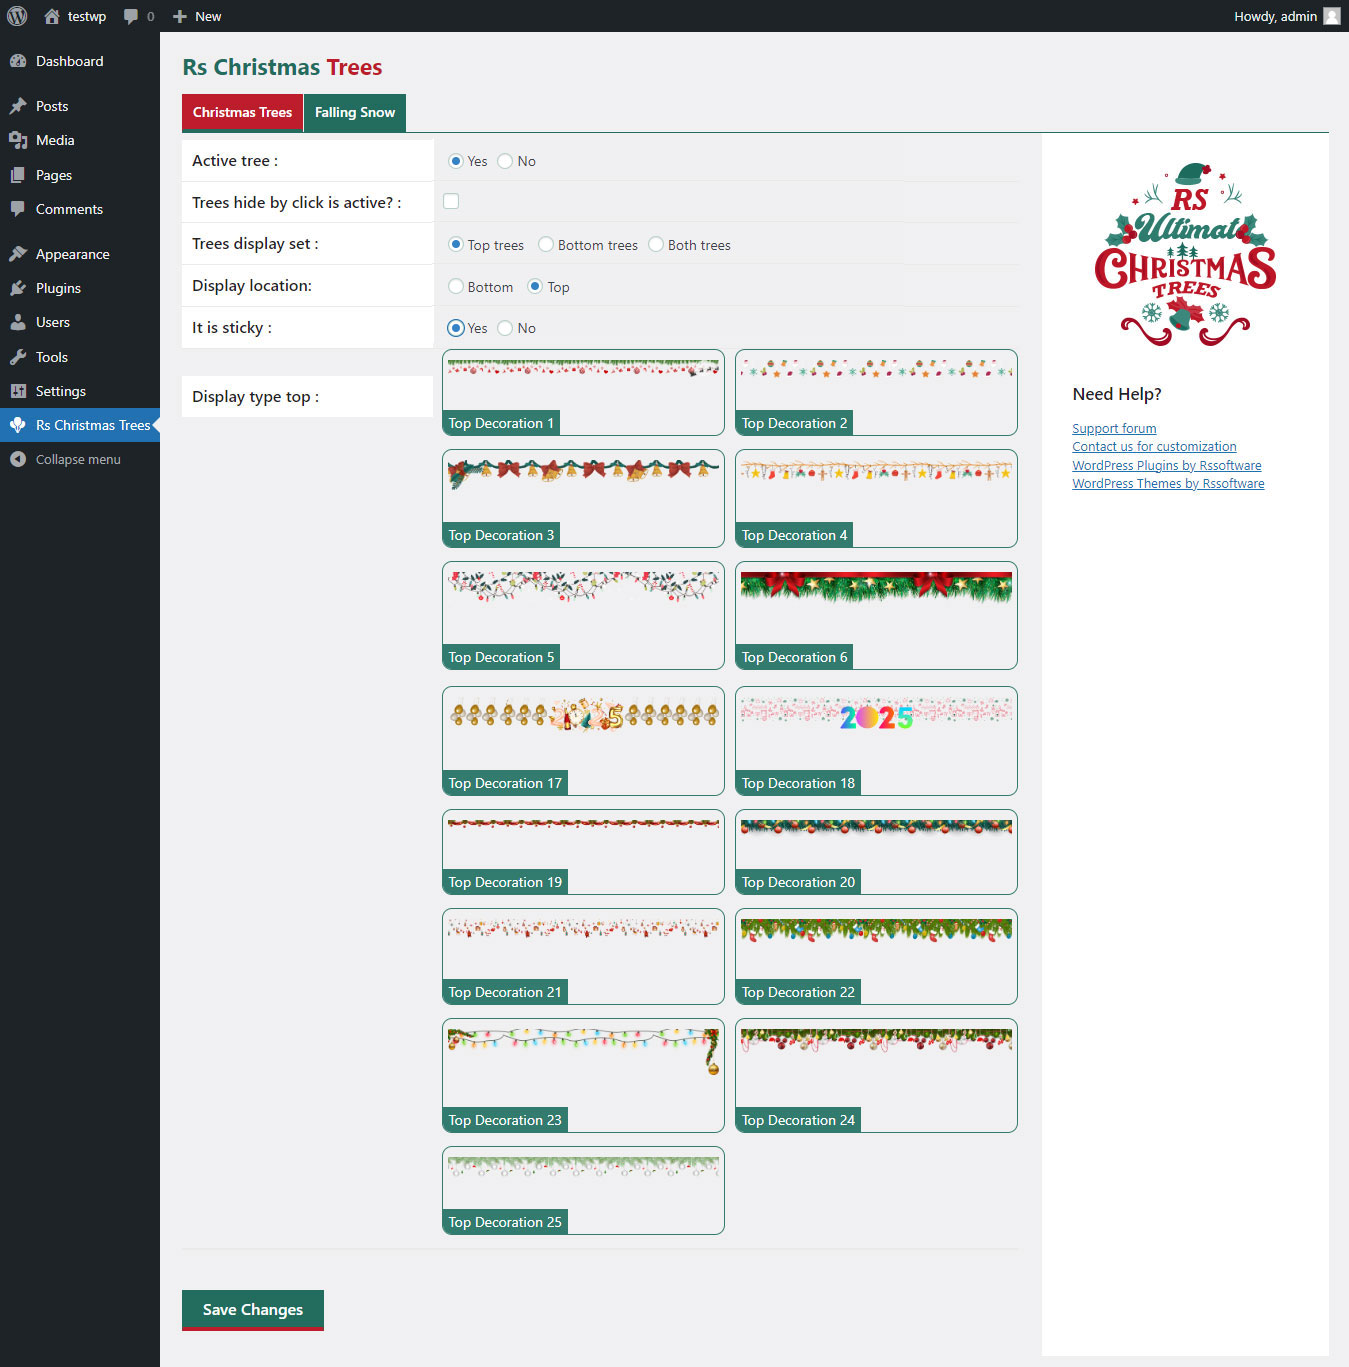 testwp
0
New
Howdy, admin
Dashboard
Posts
Media
Pages
Comments
Appearance
Plugins
Users
Tools
Settings
Rs Christmas Trees
Collapse menu
Rs Christmas Trees
Christmas Trees
Falling Snow
Active tree :
Yes
No
Trees hide by click is active? :
Trees display set :
Top trees
Bottom trees
Both trees
Display location:
Bottom
Top
It is sticky :
Yes
No
Display type top :
Top Decoration 1
Top Decoration 2
Top Decoration 3
Top Decoration 4
Top Decoration 5
Top Decoration 6
Top Decoration 17
2025
Top Decoration 18
Top Decoration 19
Top Decoration 20
Top Decoration 21
Top Decoration 22
Top Decoration 23
Top Decoration 24
Top Decoration 25
Save Changes
RS
Ultimate
CHRISTMAS
TREES
Need Help?
Support forum
Contact us for customization
WordPress Plugins by Rssoftware
WordPress Themes by Rssoftware